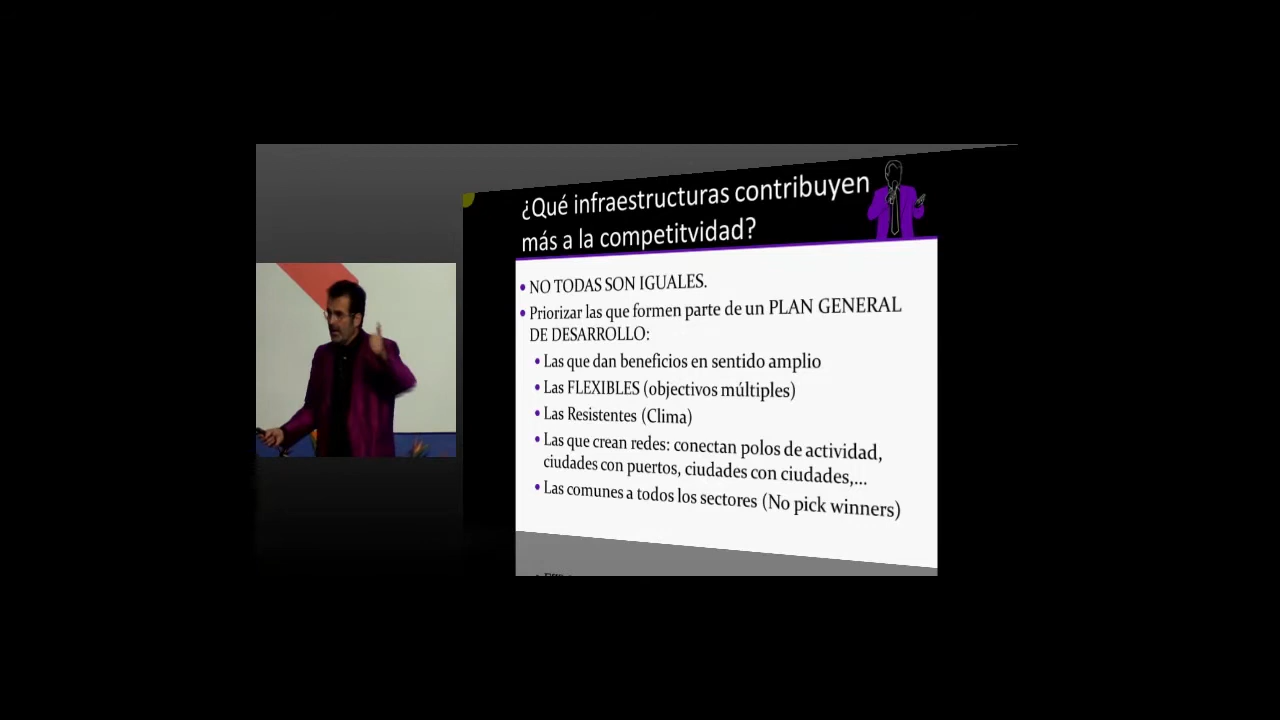 ¿Qué infraestructuras contribuyen
más a la competitvidad?
• NO TODAS SON IGUALES.
• Priorizar las que formen parte de un PLAN GENERAL
DE DESARROLLO:
• Las que dan beneficios en sentido amplio
• Las FLEXIBLES (objectivos múltiples)
• Las Resistentes (Clima)
• Las que crean redes: conectan polos de actividad,
ciudades con puertos, ciudades con ciudades,...
• Las comunes a todos los sectores (No pick winners)